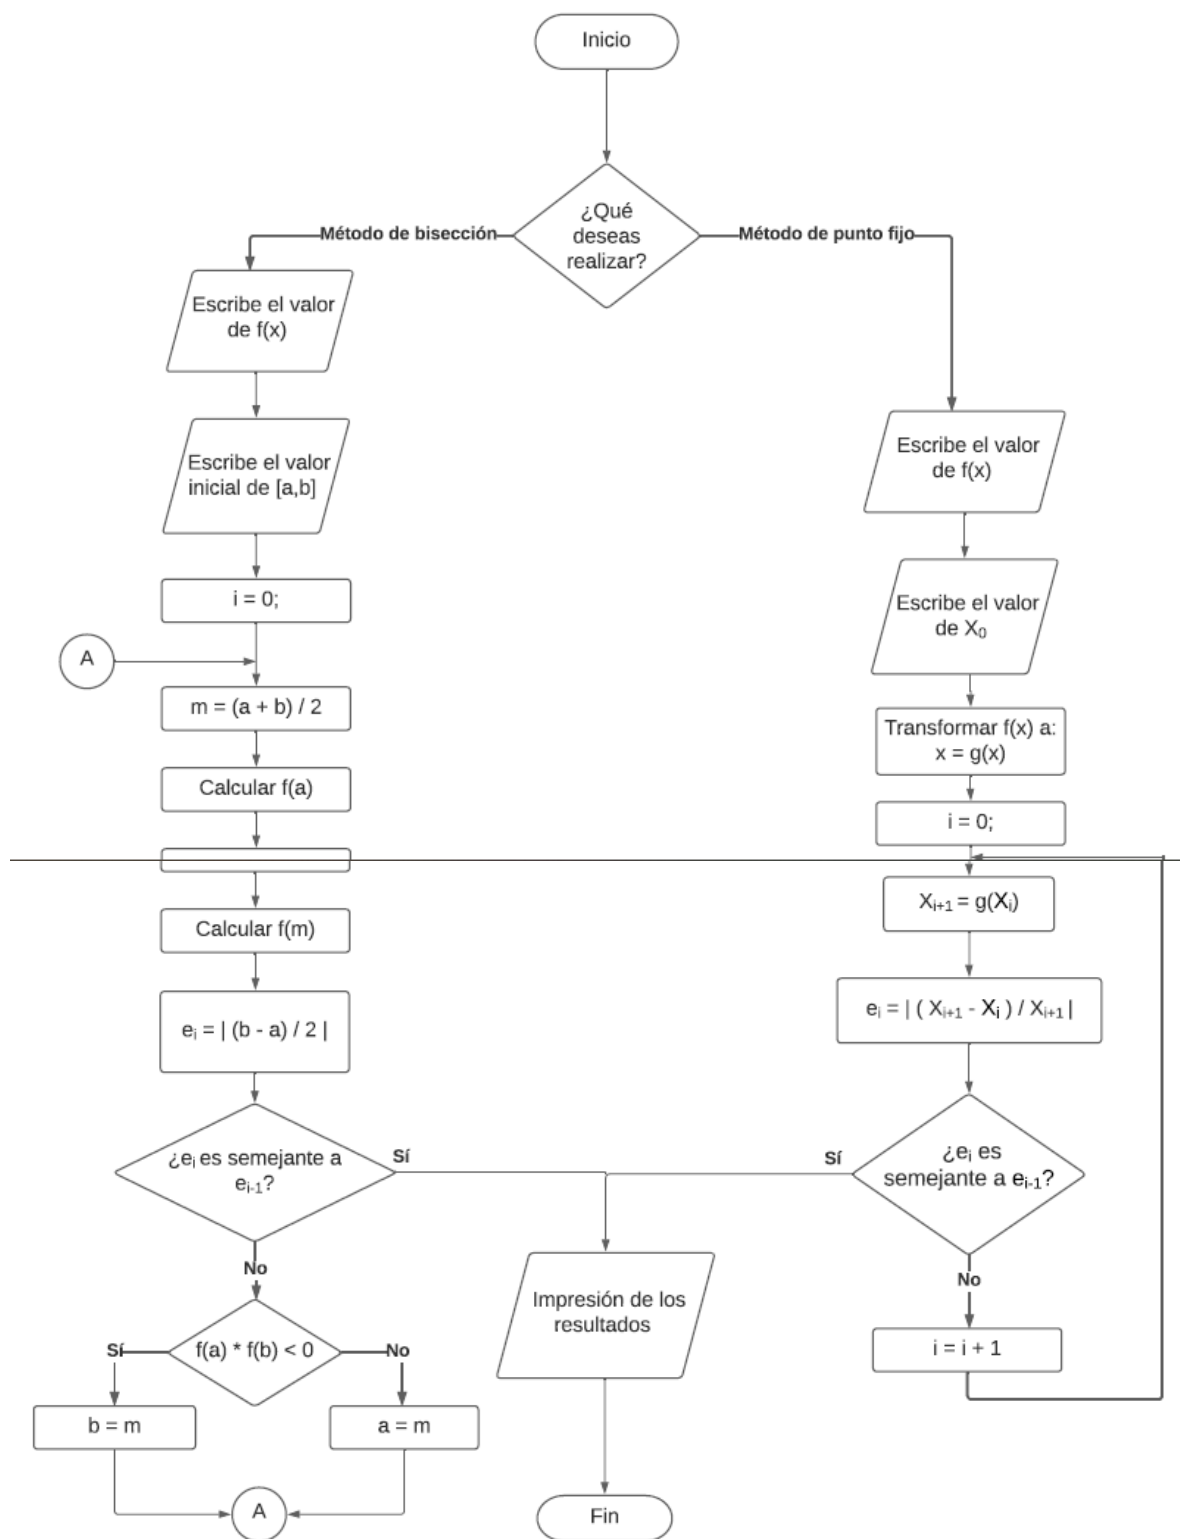 Inicio
¿Qué
deseas
realizar?
Método de bisección
Método de punto fijo
Escribe el valor
de f(x)
Escribe el valor
inicial de [a,b]
i = 0;
A
m = (a + b) / 2
Calcular f(a)
Calcular f(m)
eᵢ = | (b - a) / 2 |
¿eᵢ es semejante a
eᵢ₋₁?
Sí
No
f(a) * f(b) < 0
Sí
No
b = m
a = m
A
Escribe el valor
de f(x)
Escribe el valor
de X₀
Transformar f(x) a:
x = g(x)
i = 0;
Xᵢ₊₁ = g(Xᵢ)
eᵢ = | ( Xᵢ₊₁ - Xᵢ ) / Xᵢ₊₁ |
¿eᵢ es
semejante a eᵢ₋₁?
Sí
No
i = i + 1
Impresión de los
resultados
Fin